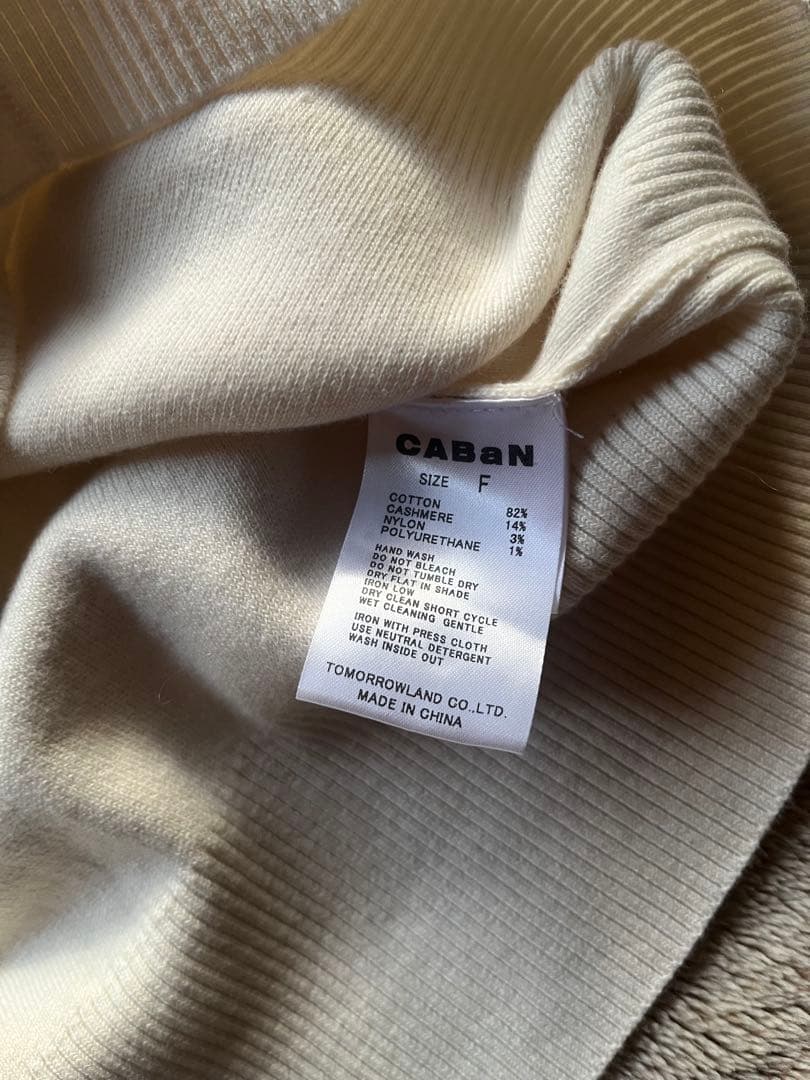 CABaN
SIZE F
COTTON 82%
CASHMERE 14%
NYLON 3%
POLYURETHANE 1%
HAND WASH
DO NOT BLEACH
DO NOT TUMBLE DRY
DRY FLAT IN SHADE
IRON LOW
DRY CLEAN SHORT CYCLE
WET CLEANING GENTLE
IRON WITH PRESS CLOTH
USE NEUTRAL DETERGENT
WASH INSIDE OUT
TOMORROWLAND CO.,LTD.
MADE IN CHINA